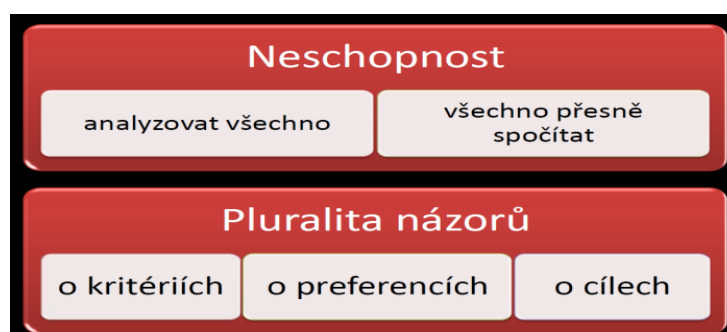 Neschopnost
analyzovat všechno
všechno přesně
spočítat
Pluralita názorů
o kritériích
o preferencích
o cílech